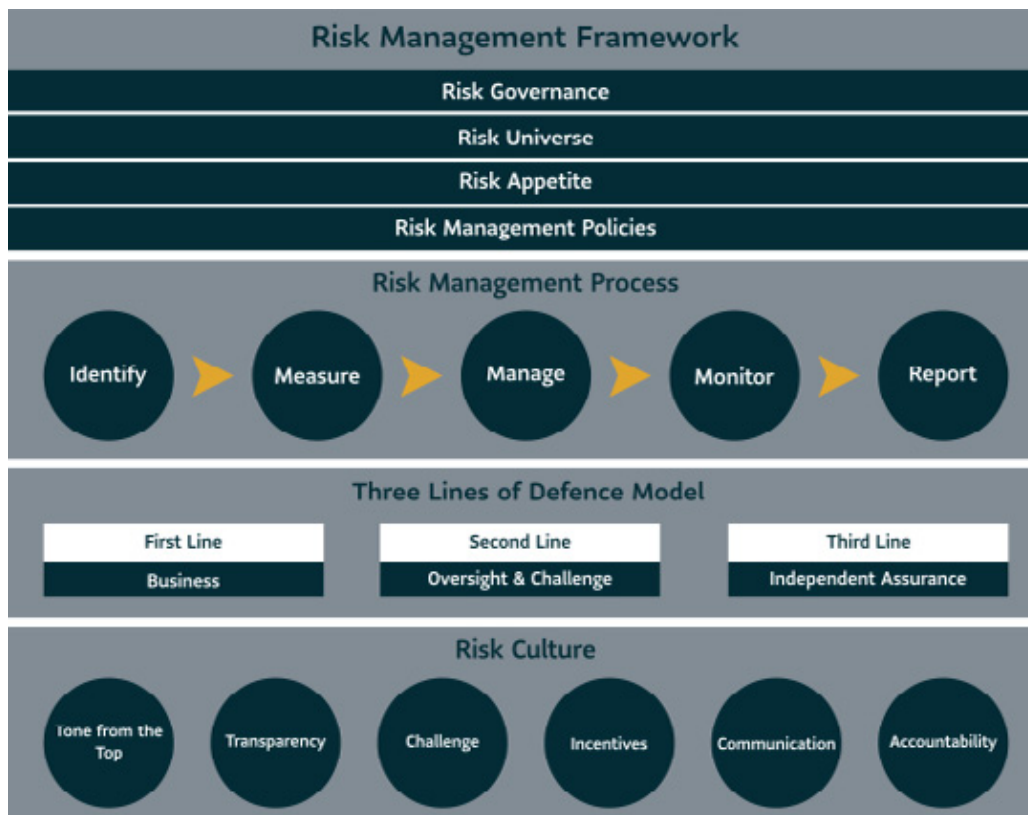 Risk Management Framework
Risk Governance
Risk Universe
Risk Appetite
Risk Management Policies
Risk Management Process
Identify
Measure
Manage
Monitor
Report
Three Lines of Defence Model
First Line
Second Line
Third Line
Business
Oversight & Challenge
Independent Assurance
Risk Culture
Tone from the
Top
Transparency
Challenge
Incentives
Communication
Accountability